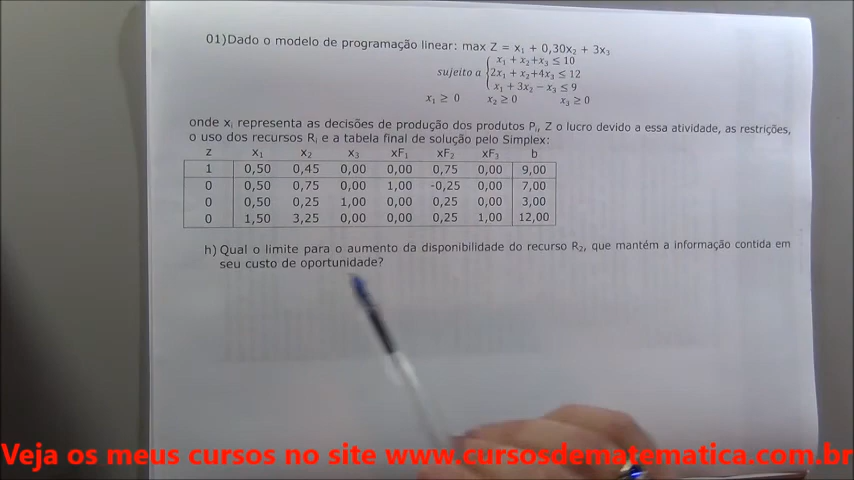 01)Dado o modelo de programação linear: max Z = x₁ + 0,30x₂ + 3x₃
sujeito a { x₁ + x₂+x₃ ≤ 10
2x₁ + x₂+4x₃ ≤ 12
x₁ + 3x₂ − x₃ ≤ 9
x₁ ≥ 0 x₂ ≥ 0 x₃ ≥ 0
onde xᵢ representa as decisões de produção dos produtos Pᵢ, Z o lucro devido a essa atividade, as restrições,
o uso dos recursos Rᵢ e a tabela final de solução pelo Simplex:
z x₁ x₂ x₃ xF₁ xF₂ xF₃ b
1 0,50 0,45 0,00 0,00 0,75 0,00 9,00
0 0,50 0,75 0,00 1,00 -0,25 0,00 7,00
0 0,50 0,25 1,00 0,00 0,25 0,00 3,00
0 1,50 3,25 0,00 0,00 0,25 1,00 12,00
h) Qual o limite para o aumento da disponibilidade do recurso R₂, que mantém a informação contida em
seu custo de oportunidade?
Veja os meus cursos no site www.cursosdematematica.com.br